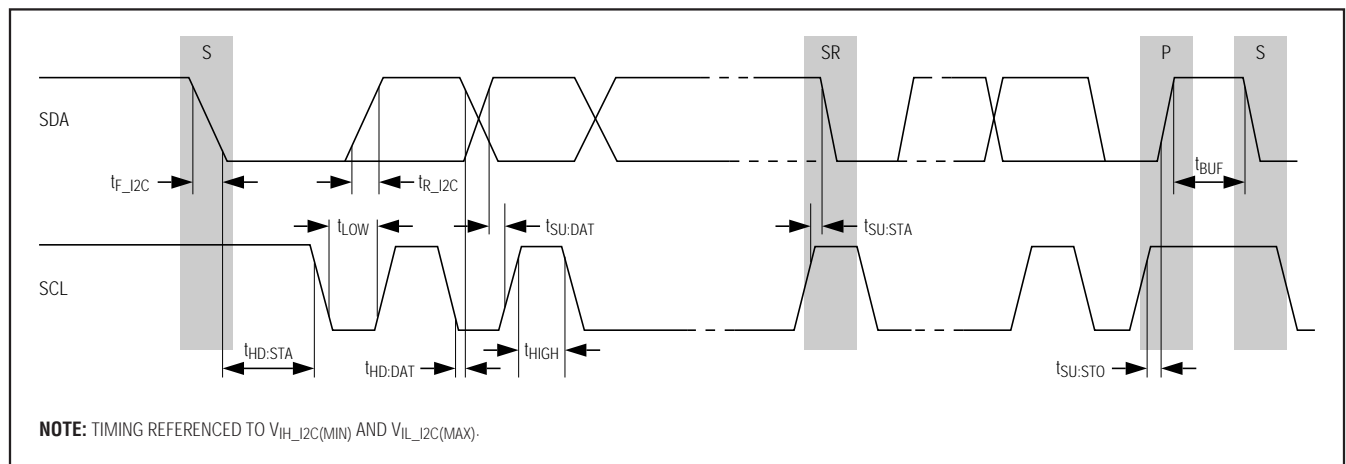 S SR P S
SDA
tBUF
tF_I2C tR_I2C
tLOW tSU:DAT tSU:STA
SCL
tHD:STA tHD:DAT tHIGH tSU:STO
NOTE: TIMING REFERENCED TO VIH_I2C(MIN) AND VIL_I2C(MAX).